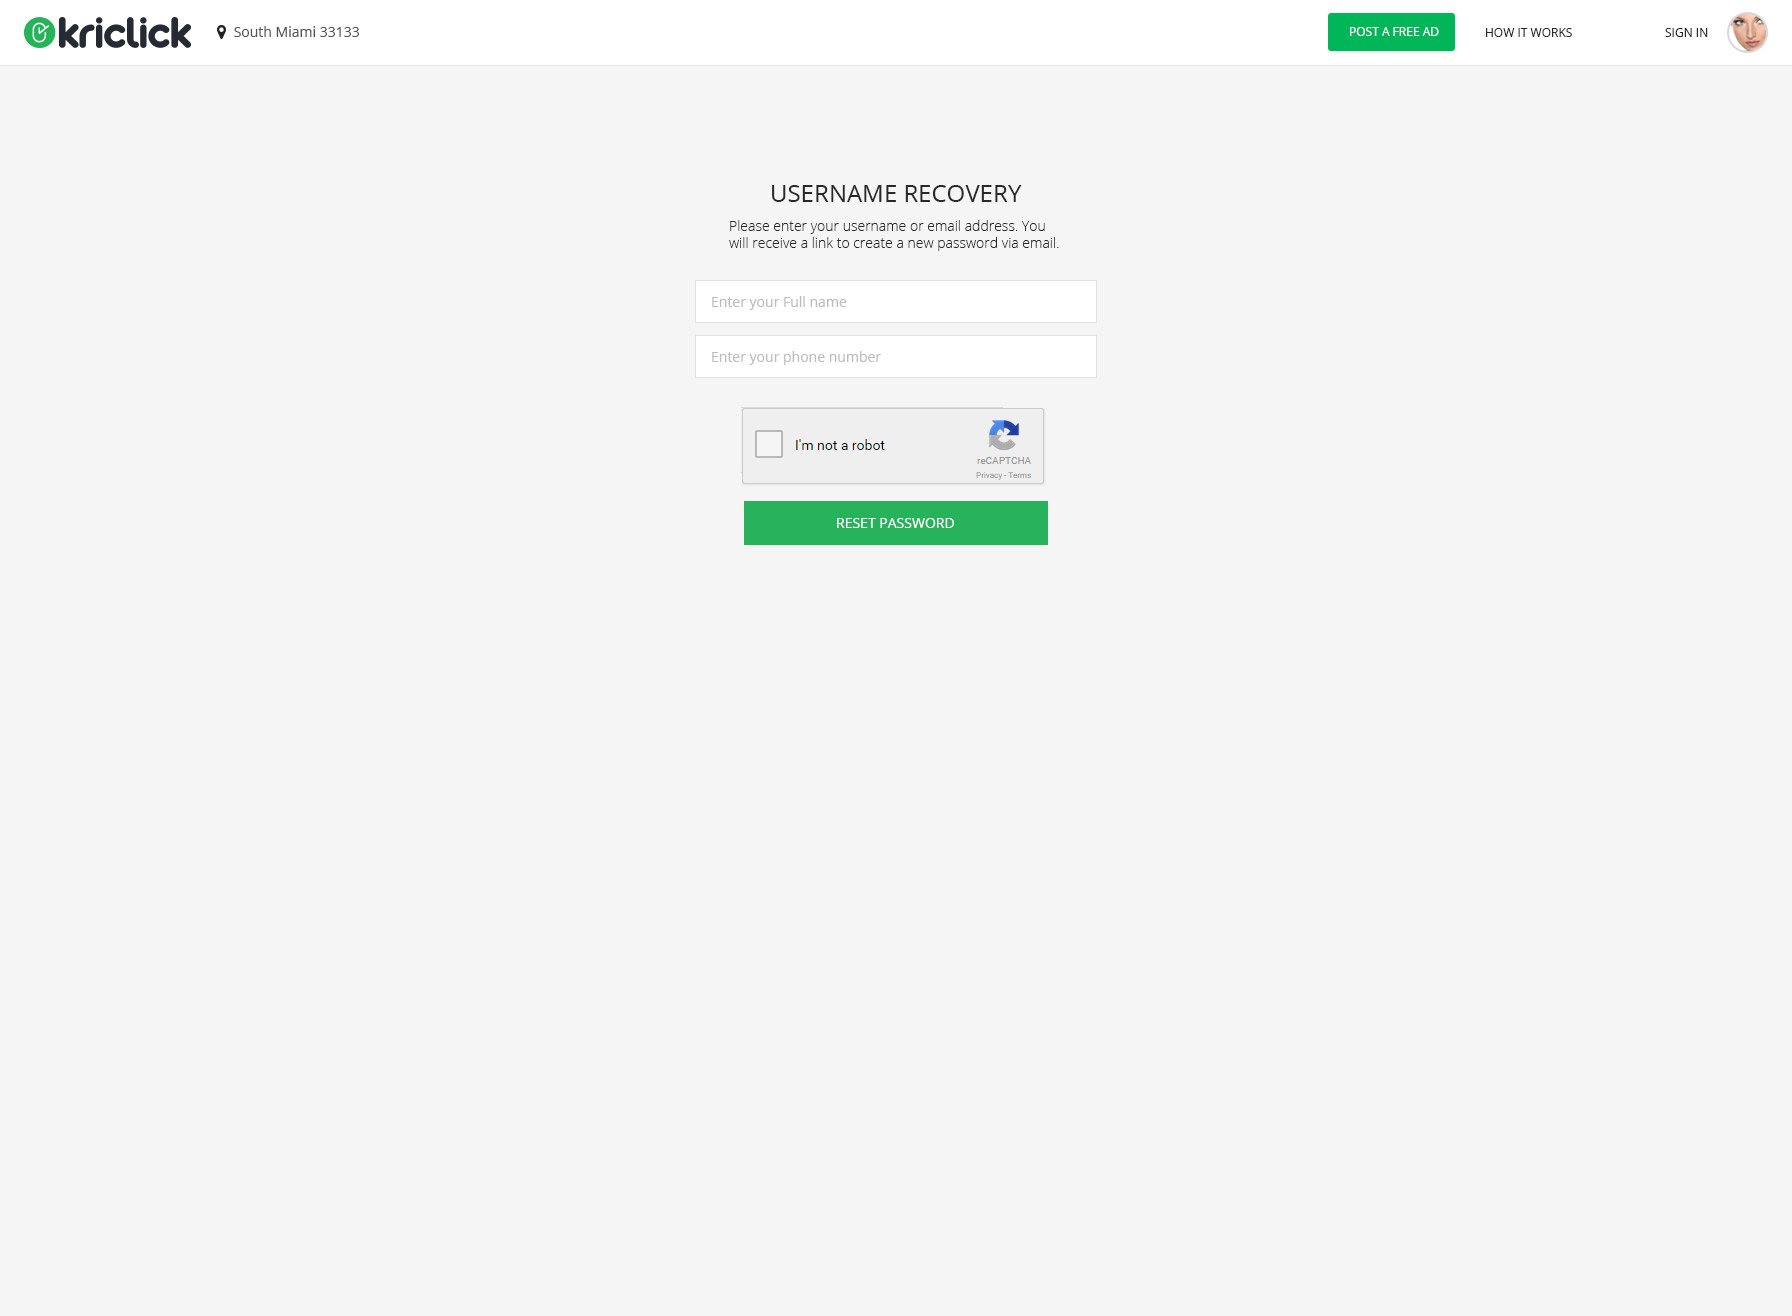 kriclick
South Miami 33133
POST A FREE AD
HOW IT WORKS
SIGN IN
USERNAME RECOVERY
Please enter your username or email address. You
will receive a link to create a new password via email.
Enter your Full name
Enter your phone number
I'm not a robot
reCAPTCHA
Privacy - Terms
RESET PASSWORD